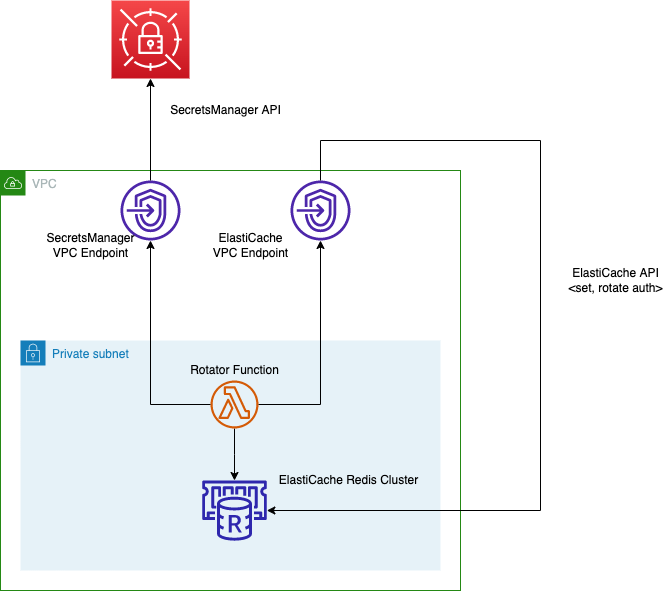 SecretsManager API
VPC
SecretsManager
VPC Endpoint
ElastiCache
VPC Endpoint
ElastiCache API
<set, rotate auth>
Private subnet
Rotator Function
ElastiCache Redis Cluster
R